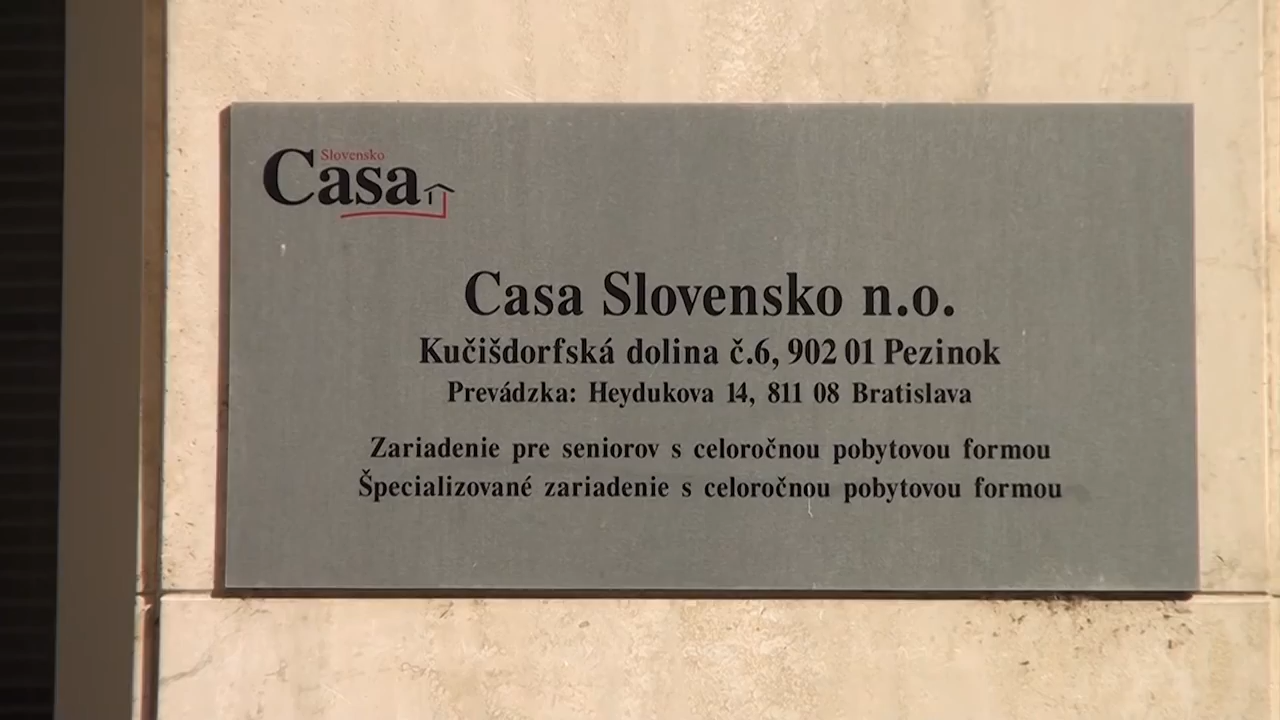 Slovensko
Casa
Casa Slovensko n.o.
Kučišdorfská dolina č.6, 902 01 Pezinok
Prevádzka: Heydukova 14, 811 08 Bratislava
Zariadenie pre seniorov s celoročnou pobytovou formou
Špecializované zariadenie s celoročnou pobytovou formou